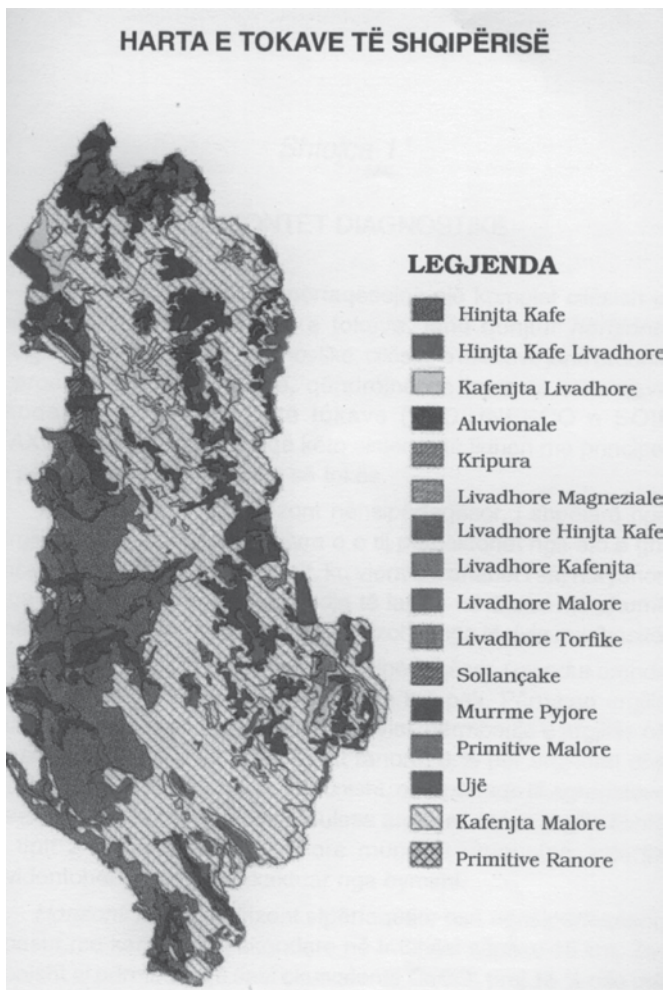 HARTA E TOKAVE TË SHQIPËRISË
LEGJENDA
Hinjta Kafe
Hinjta Kafe Livadhore
Kafenjta Livadhore
Aluvionale
Kripura
Livadhore Magneziale
Livadhore Hinjta Kafe
Livadhore Kafenjta
Livadhore Malore
Livadhore Torfike
Sollançake
Murrme Pyjore
Primitive Malore
Ujë
Kafenjta Malore
Primitive Ranore